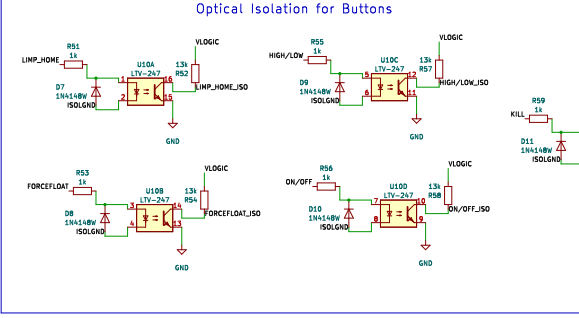 Optical Isolation for Buttons
R51
1k
LIMP_HOME
D7
1N4148W
ISOLGND
U10A
LTV-247
1
2
16
15
VLOGIC
13k
R52
LIMP_HOME_ISO
GND
R55
1k
HIGH/LOW
D9
1N4148W
ISOLGND
U10C
LTV-247
5
6
12
11
VLOGIC
13k
R57
HIGH/LOW_ISO
GND
R59
1k
KILL
D11
1N4148W
ISOLGND
R53
1k
FORCEFLOAT
D8
1N4148W
ISOLGND
U10B
LTV-247
3
4
14
13
VLOGIC
13k
R54
FORCEFLOAT_ISO
GND
R56
1k
ON/OFF
D10
1N4148W
ISOLGND
U10D
LTV-247
7
8
10
9
VLOGIC
13k
R58
ON/OFF_ISO
GND